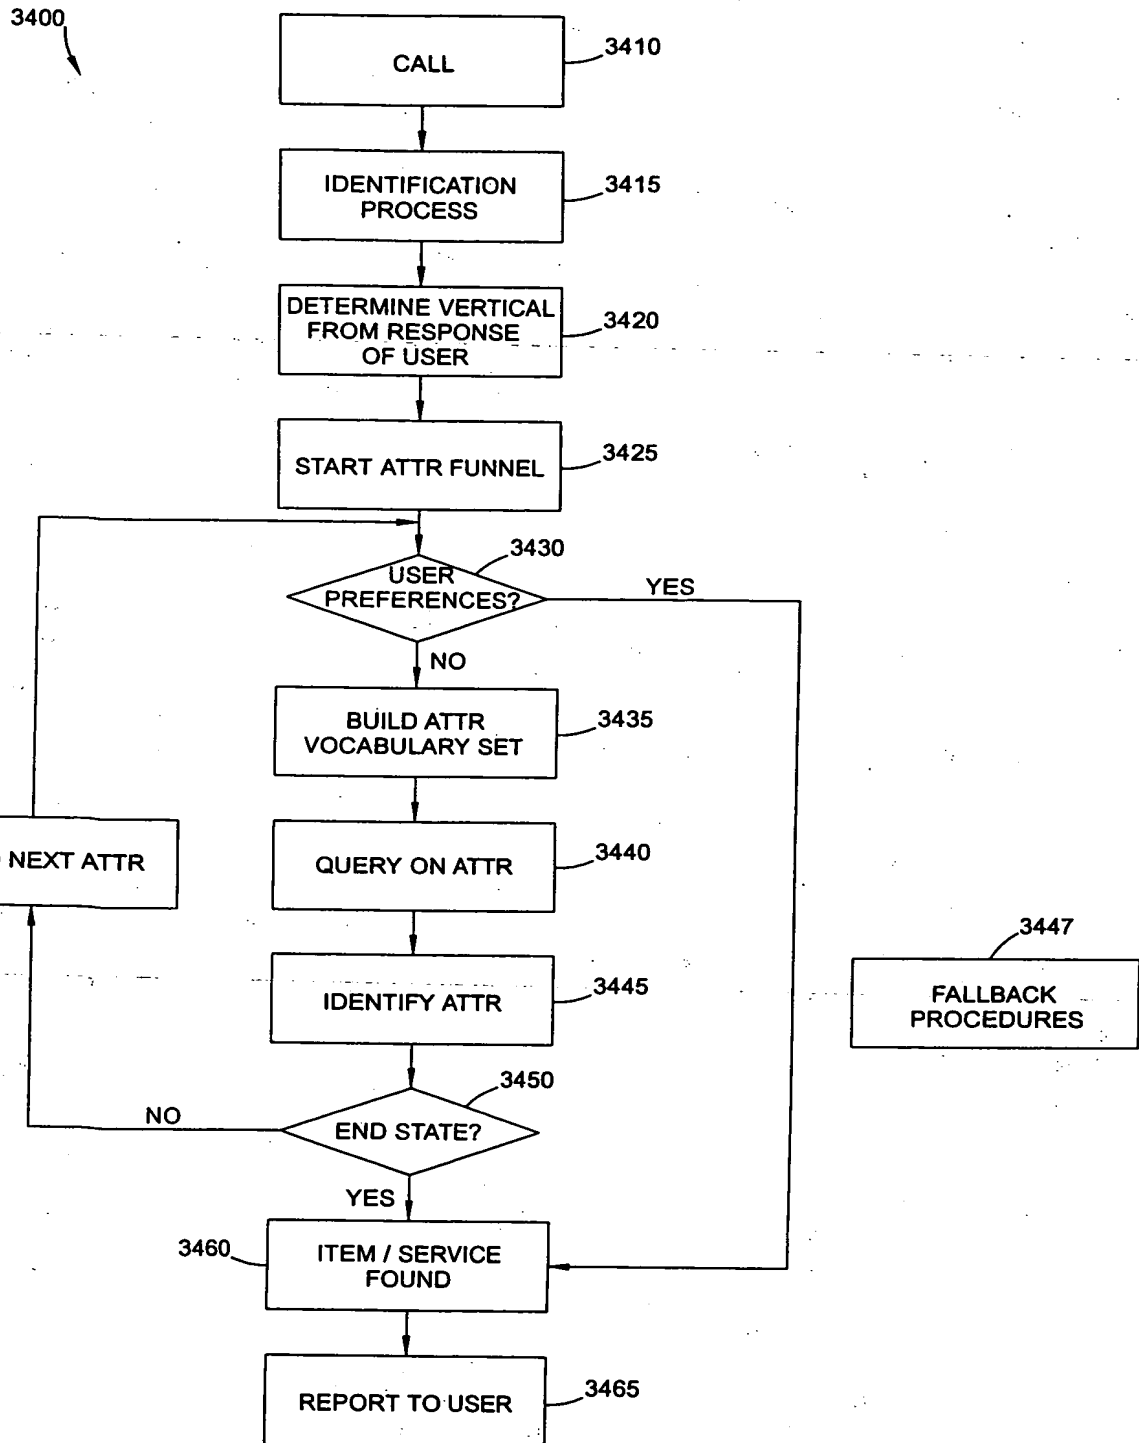 3400
CALL
3410
IDENTIFICATION
PROCESS
3415
DETERMINE VERTICAL
FROM RESPONSE
OF USER
3420
START ATTR FUNNEL
3425
USER
PREFERENCES?
3430
YES
NO
BUILD ATTR
VOCABULARY SET
3435
NEXT ATTR
QUERY ON ATTR
3440
IDENTIFY ATTR
3445
3447
FALLBACK
PROCEDURES
END STATE?
3450
NO
YES
3460
ITEM / SERVICE
FOUND
REPORT TO USER
3465